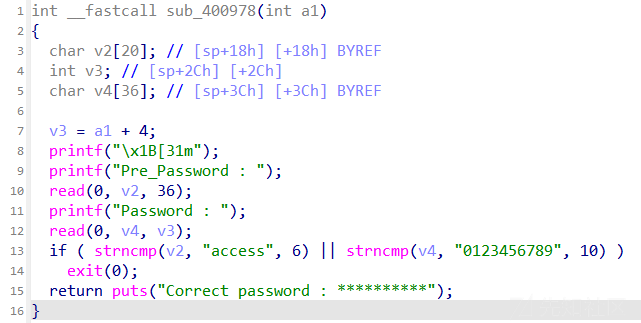 1 int __fastcall sub_400978(int a1)
2 {
3 char v2[20]; // [sp+18h] [+18h] BYREF
4 int v3; // [sp+2Ch] [+2Ch]
5 char v4[36]; // [sp+3Ch] [+3Ch] BYREF
6
7 v3 = a1 + 4;
8 printf("\x1B[31m");
9 printf("Pre_Password : ");
10 read(0, v2, 36);
11 printf("Password : ");
12 read(0, v4, v3);
13 if ( strncmp(v2, "access", 6) || strncmp(v4, "0123456789", 10) )
14 exit(0);
15 return puts("Correct password : **********");
16 }